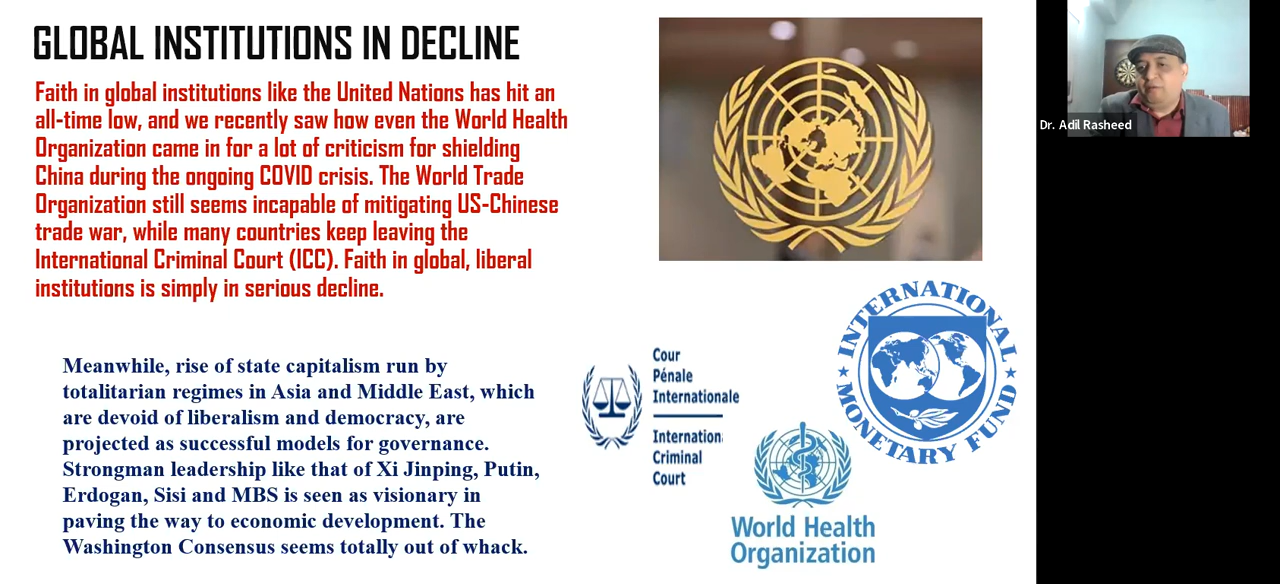 GLOBAL INSTITUTIONS IN DECLINE
Faith in global institutions like the United Nations has hit an
all-time low, and we recently saw how even the World Health
Organization came in for a lot of criticism for shielding
China during the ongoing COVID crisis. The World Trade
Organization still seems incapable of mitigating US-Chinese
trade war, while many countries keep leaving the
International Criminal Court (ICC). Faith in global, liberal
institutions is simply in serious decline.
Meanwhile, rise of state capitalism run by
totalitarian regimes in Asia and Middle East, which
are devoid of liberalism and democracy, are
projected as successful models for governance.
Strongman leadership like that of Xi Jinping, Putin,
Erdogan, Sisi and MBS is seen as visionary in
paving the way to economic development. The
Washington Consensus seems totally out of whack.
Cour
Pénale
Internationale
Internation
Criminal
Court
World Health
Organization
INTERNATIONAL
MONETARY FUND
Dr. Adil Rasheed